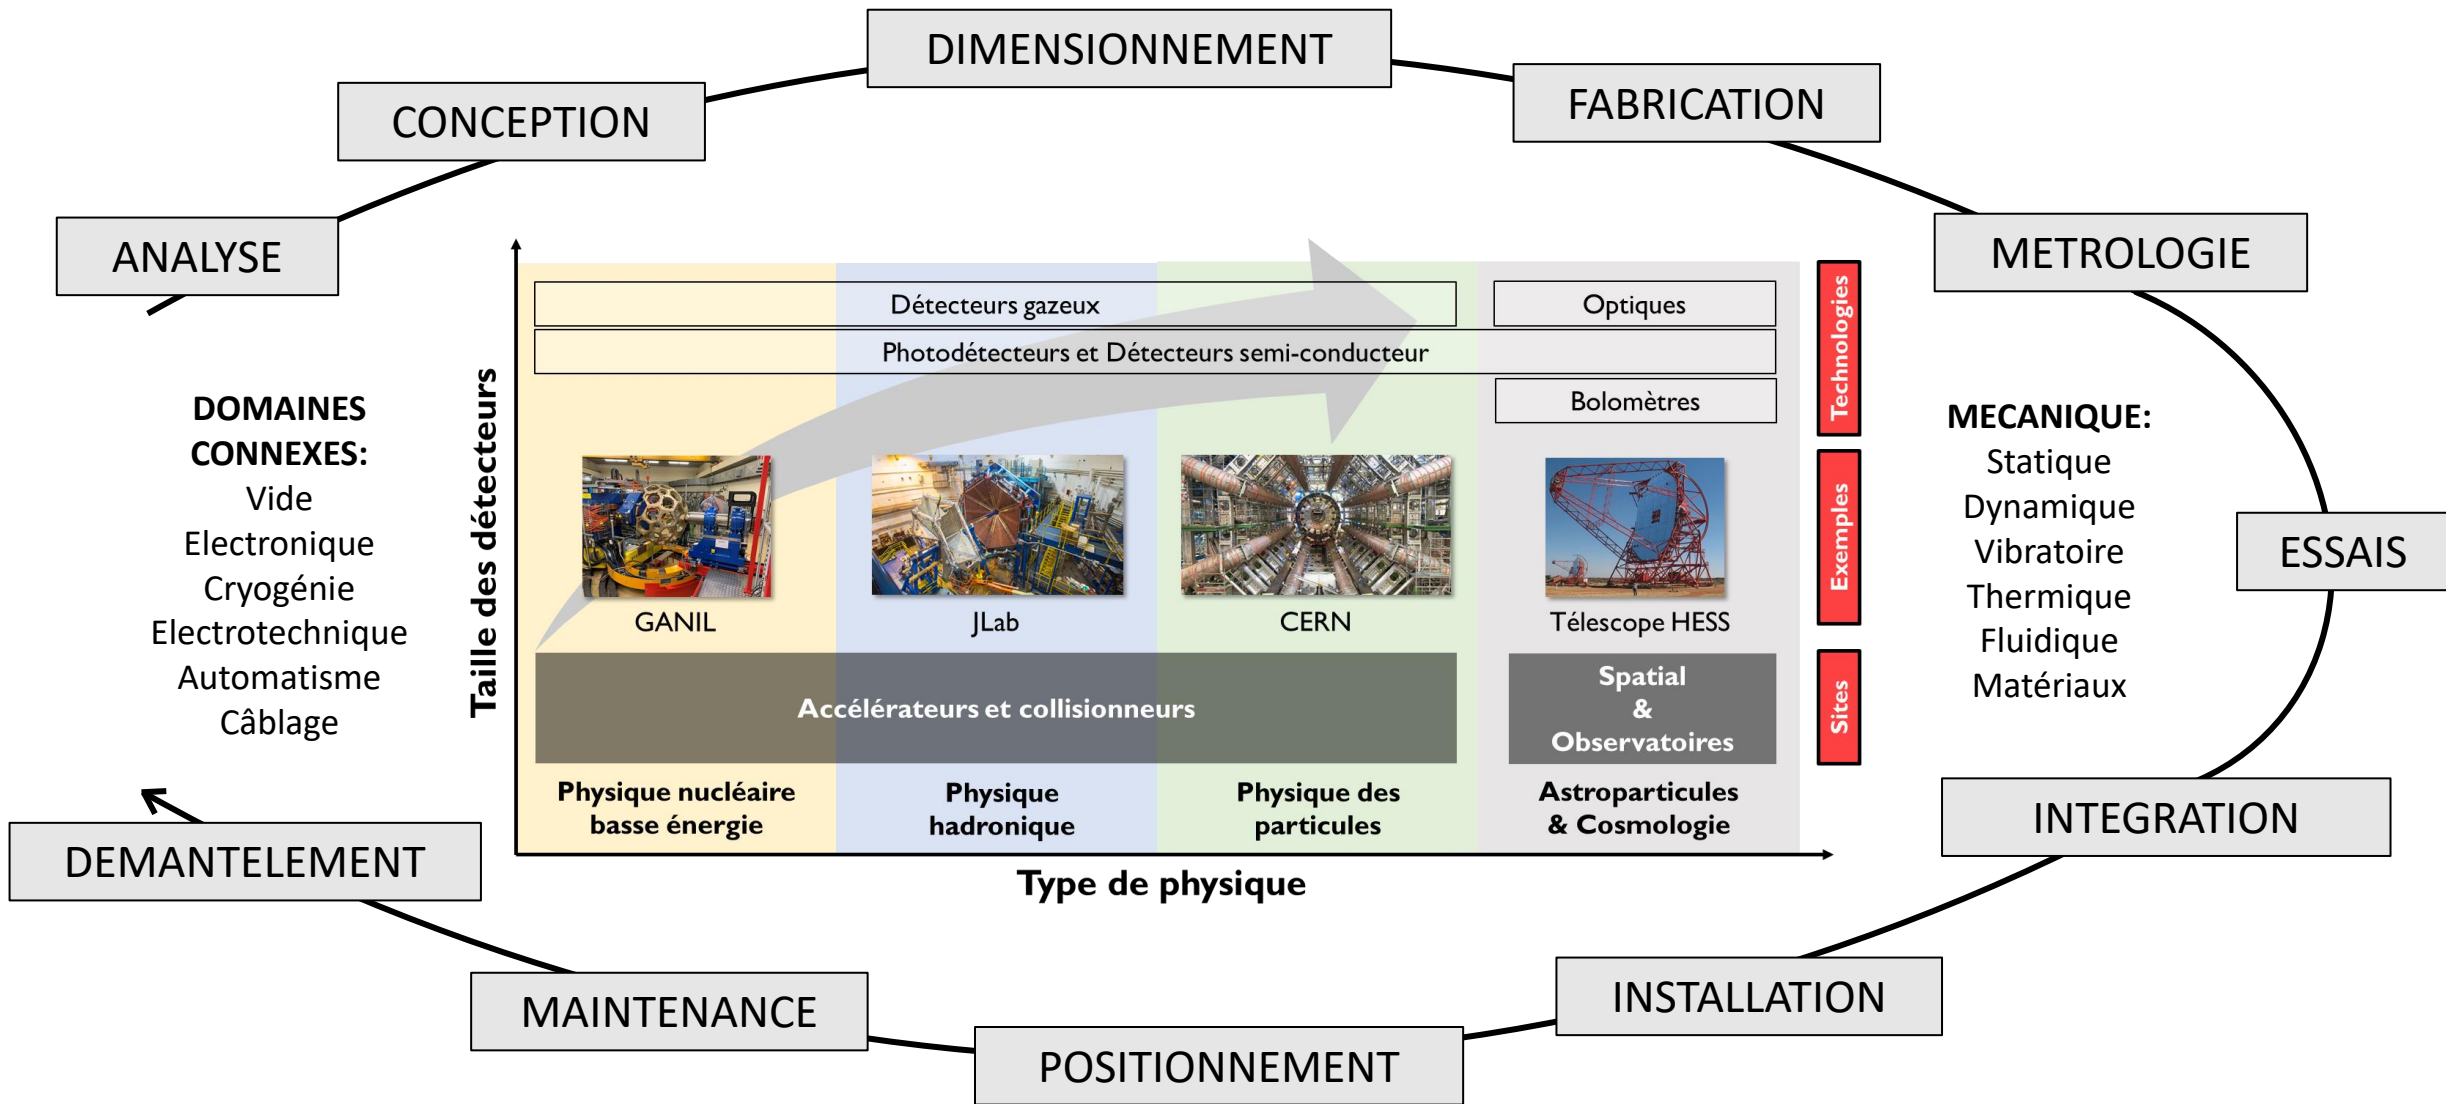 DIMENSIONNEMENT
CONCEPTION
FABRICATION
ANALYSE
METROLOGIE
ESSAIS
INTEGRATION
INSTALLATION
POSITIONNEMENT
MAINTENANCE
DEMANTELEMENT
DOMAINES
CONNEXES:
Vide
Electronique
Cryogénie
Electrotechnique
Automatisme
Câblage
Taille des détecteurs
Détecteurs gazeux
Optiques
Photodétecteurs et Détecteurs semi-conducteur
Bolomètres
Technologies
GANIL
JLab
CERN
Télescope HESS
Exemples
Accélérateurs et collisionneurs
Spatial
&
Observatoires
Sites
Physique nucléaire
basse énergie
Physique
hadronique
Physique des
particules
Astroparticules
& Cosmologie
Type de physique
MECANIQUE:
Statique
Dynamique
Vibratoire
Thermique
Fluidique
Matériaux